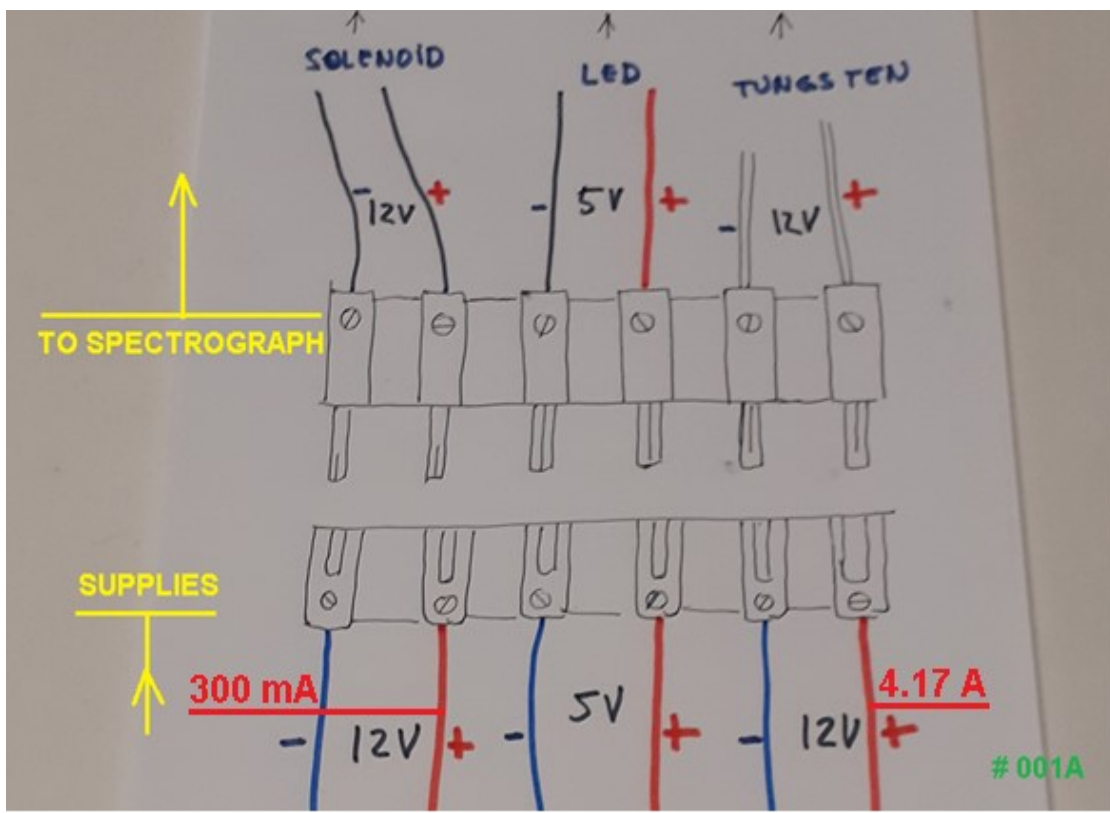 SOLENOID
LED
TUNGSTEN
- 12V +
- 5V +
- 12V +
TO SPECTROGRAPH
SUPPLIES
300 mA
4.17 A
- 12V +
- 5V +
- 12V +
# 001A